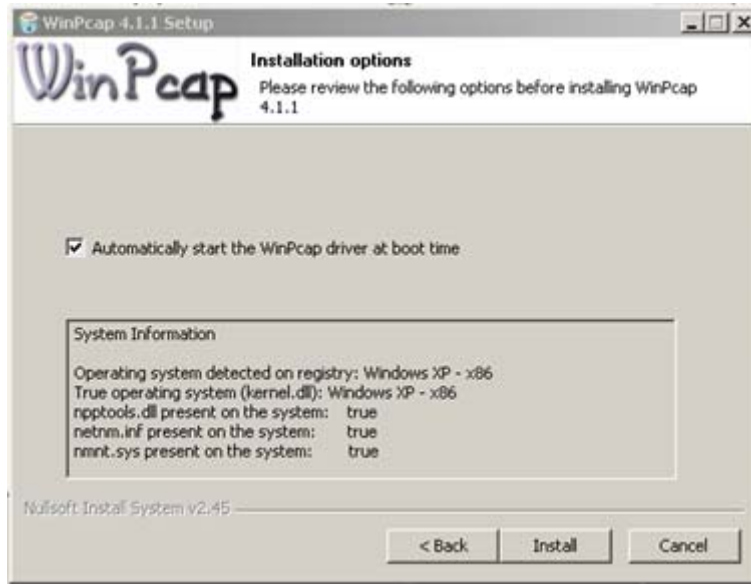 WinPcap 4.1.1 Setup
WinPcap
Installation options
Please review the following options before installing WinPcap
4.1.1
Automatically start the WinPcap driver at boot time
System Information
Operating system detected on registry: Windows XP - x86
True operating system (kernel.dll): Windows XP - x86
npptools.dll present on the system: true
netnm.inf present on the system: true
nmnt.sys present on the system: true
Nullsoft Install System v2.45
< Back Install Cancel